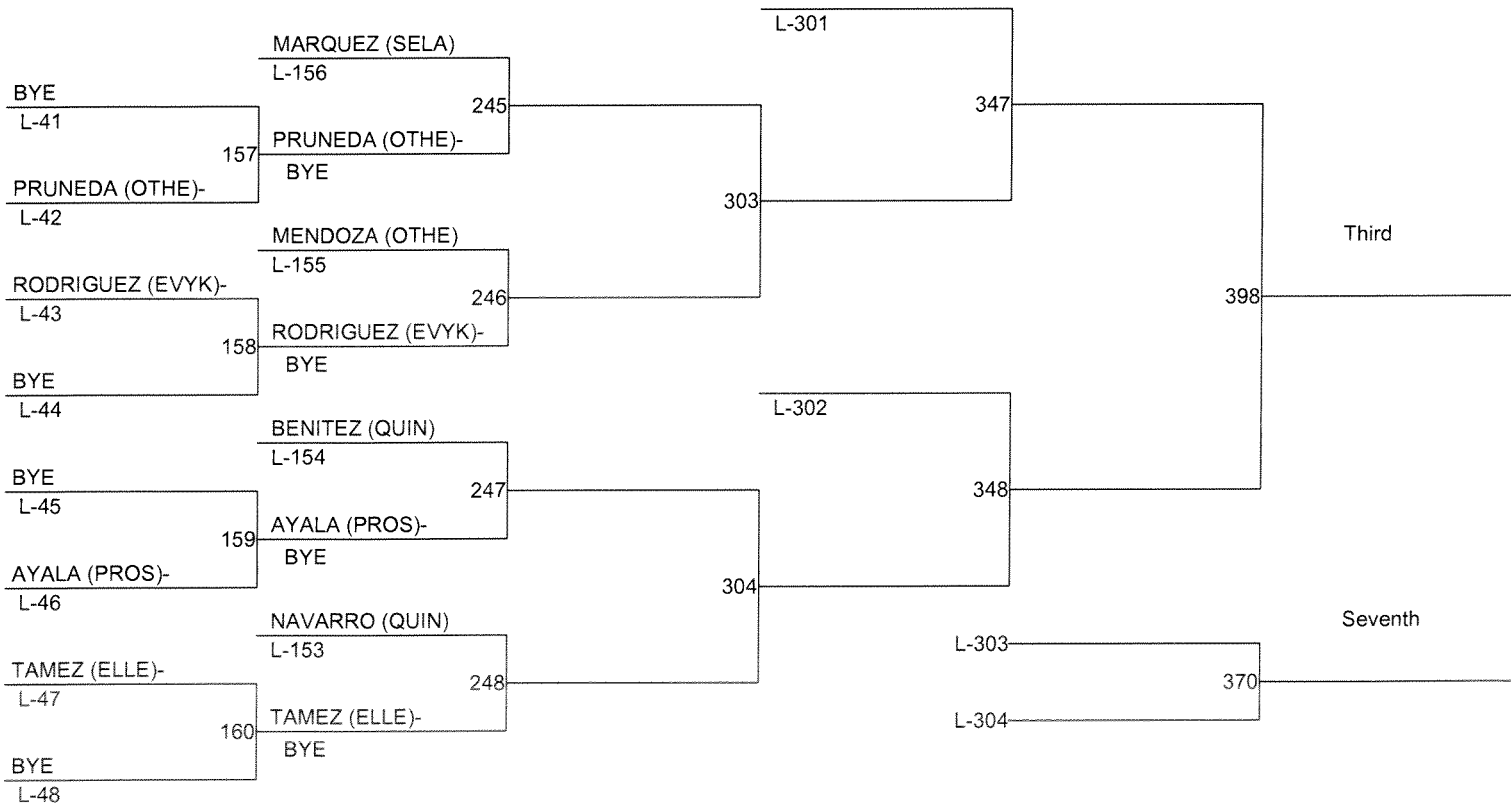 L-301
MARQUEZ (SELA)
L-156
BYE
L-41
245
347
PRUNEDA (OTHE)-
157
BYE
PRUNEDA (OTHE)-
L-42
303
MENDOZA (OTHE)
Third
L-155
RODRIGUEZ (EVYK)-
L-43
246
398
RODRIGUEZ (EVYK)-
158
BYE
BYE
L-44
L-302
BENITEZ (QUIN)
L-154
BYE
L-45
247
348
AYALA (PROS)-
159
BYE
AYALA (PROS)-
L-46
304
NAVARRO (QUIN)
Seventh
L-153
L-303
TAMEZ (ELLE)-
L-47
248
370
TAMEZ (ELLE)-
L-304
160
BYE
BYE
L-48